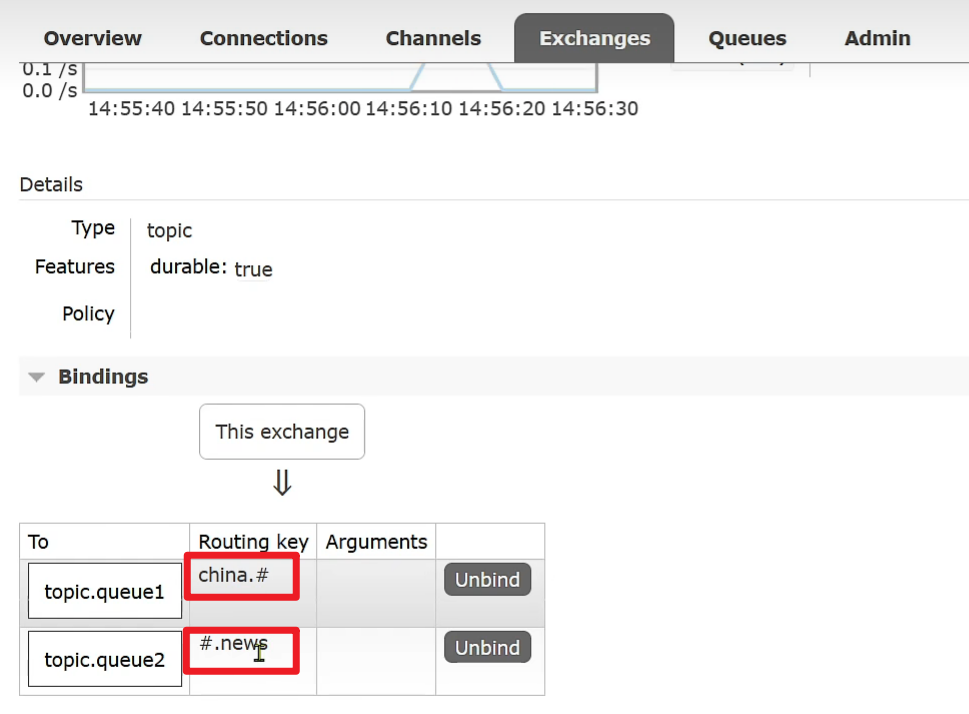 Overview Connections Channels Exchanges Queues Admin
0.1 /s
0.0 /s
14:55:40 14:55:50 14:56:00 14:56:10 14:56:20 14:56:30
Details
Type topic
Features durable: true
Policy
Bindings
This exchange
⇓
To Routing key Arguments
topic.queue1 china.# Unbind
topic.queue2 #.news Unbind